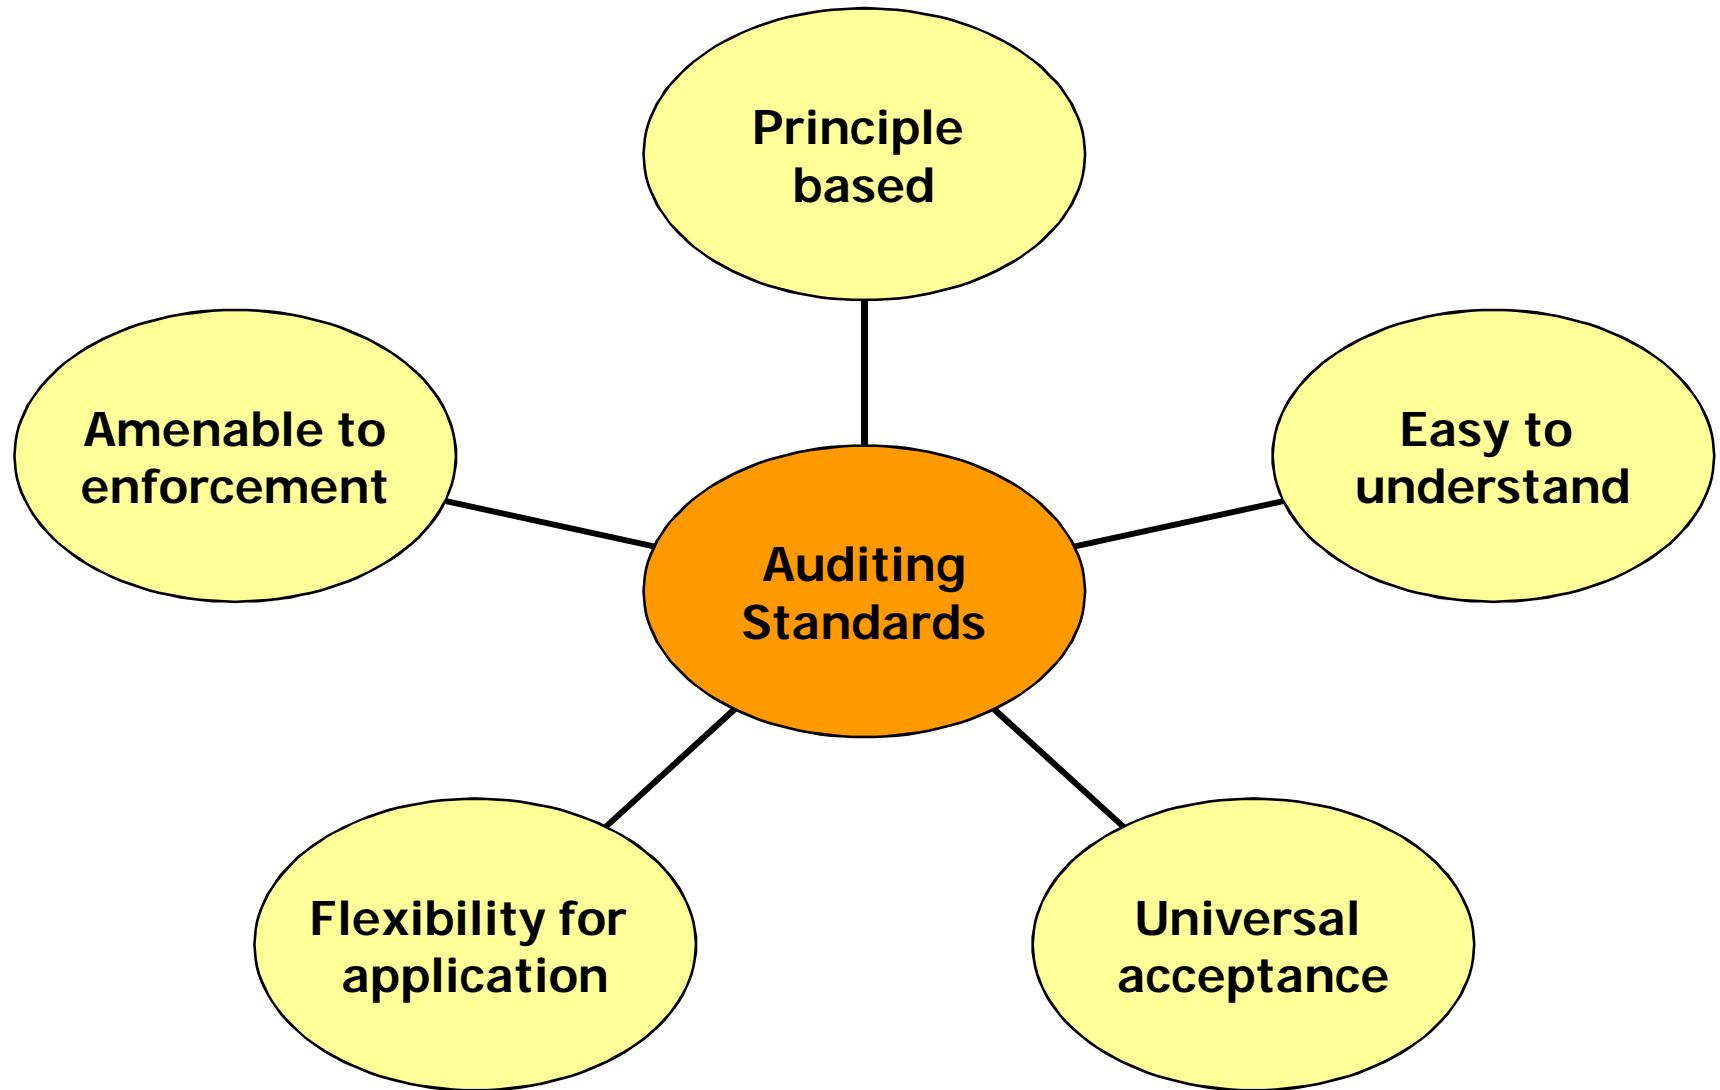 Principle
based
Amenable to
enforcement
Easy to
understand
Auditing
Standards
Flexibility for
application
Universal
acceptance